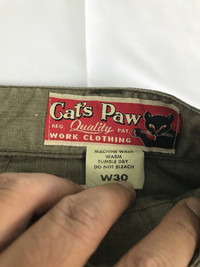 Cat's Paw
REG. Quality PAT.
WORK CLOTHING
MACHINE WASH
WARM
TUMBLE DRY
DO NOT BLEACH
W30